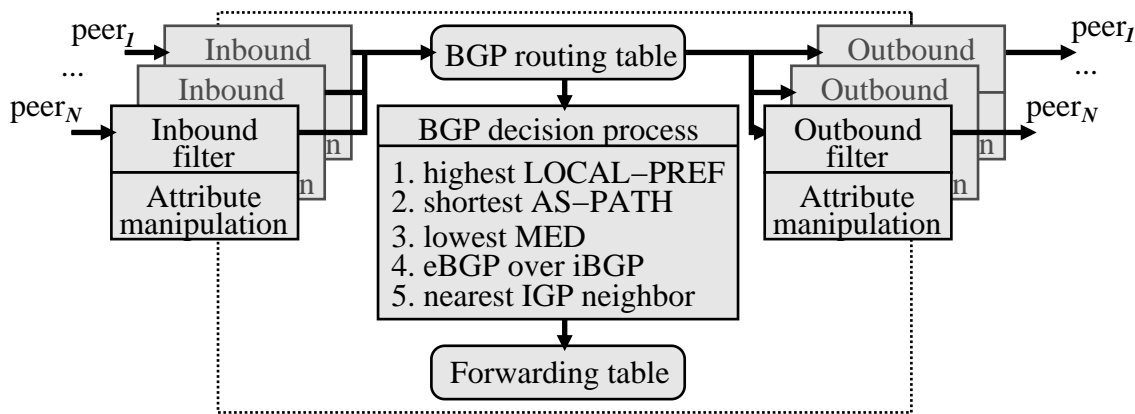 peer1
...
peerN
Inbound
Inbound
n
n
Inbound
filter
Attribute
manipulation
BGP routing table
BGP decision process
1. highest LOCAL–PREF
2. shortest AS–PATH
3. lowest MED
4. eBGP over iBGP
5. nearest IGP neighbor
Forwarding table
Outbound
Outbound
n
n
Outbound
filter
Attribute
manipulation
peer1
...
peerN